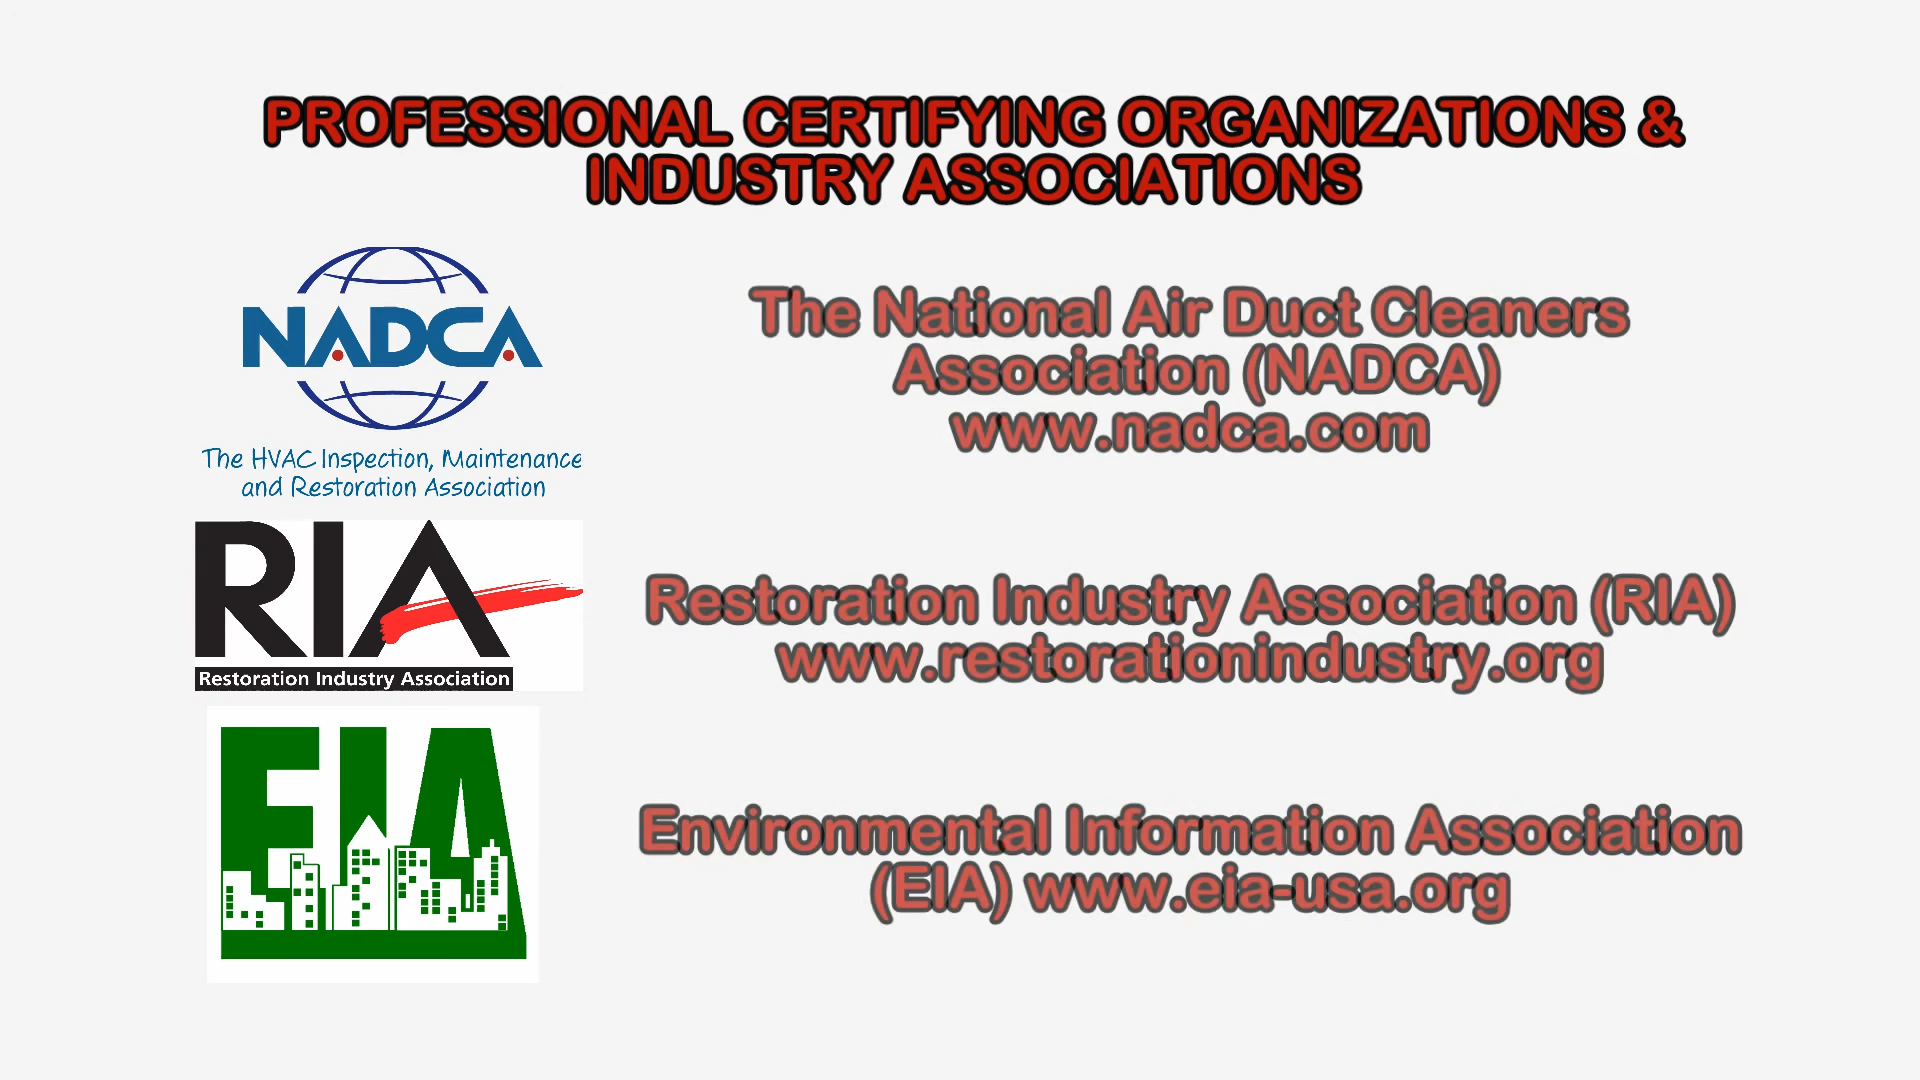 PROFESSIONAL CERTIFYING ORGANIZATIONS &
INDUSTRY ASSOCIATIONS
NADCA
The HVAC Inspection, Maintenance
and Restoration Association
The National Air Duct Cleaners
Association (NADCA)
www.nadca.com
RIA
Restoration Industry Association
Restoration Industry Association (RIA)
www.restorationindustry.org
EIA
Environmental Information Association
(EIA) www.eia-usa.org